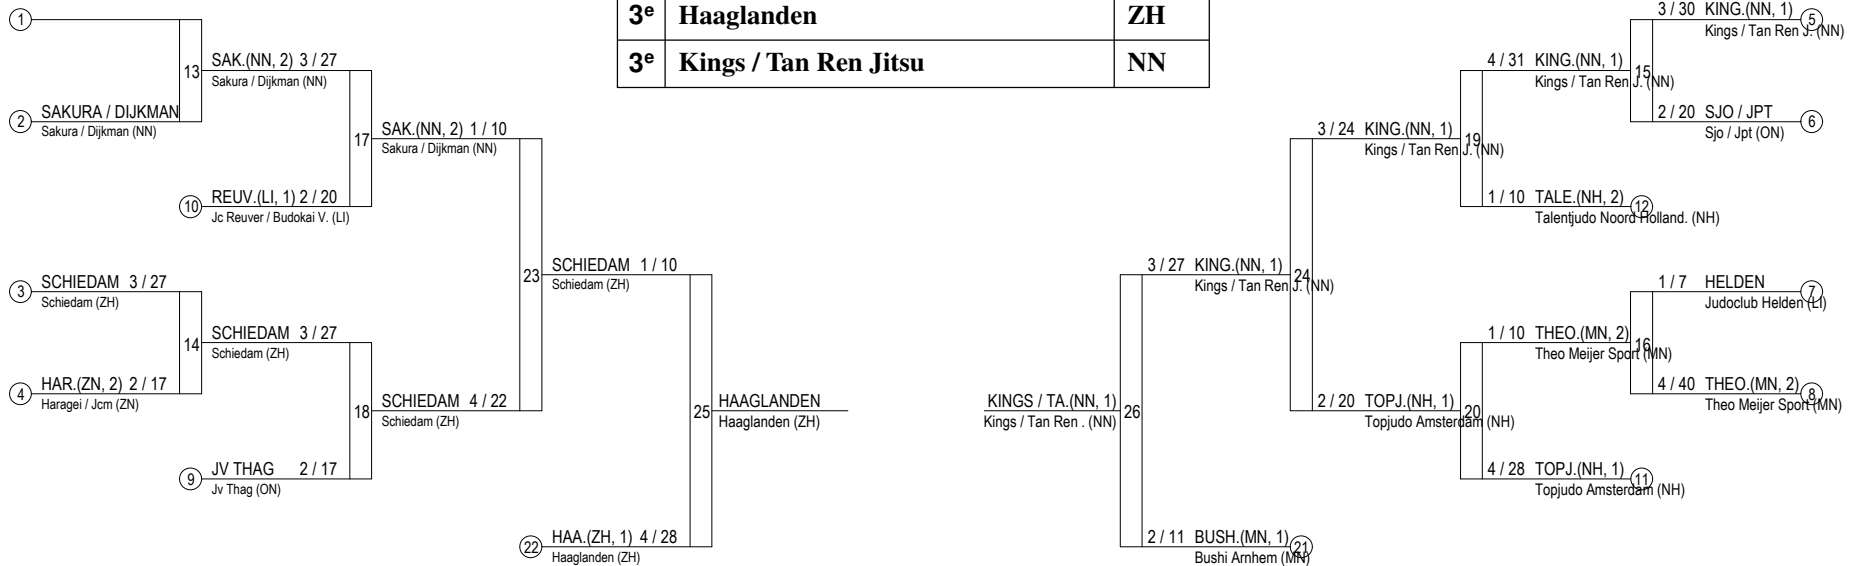 3e Haaglanden ZH
3e Kings / Tan Ren Jitsu NN
1
13
SAK.(NN, 2) 3 / 27
Sakura / Dijkman (NN)
2
SAKURA / DIJKMAN
Sakura / Dijkman (NN)
17
SAK.(NN, 2) 1 / 10
Sakura / Dijkman (NN)
10
REUV.(LI, 1) 2 / 20
Jc Reuver / Budokai V. (LI)
23
SCHIEDAM 1 / 10
Schiedam (ZH)
3
SCHIEDAM 3 / 27
Schiedam (ZH)
14
SCHIEDAM 3 / 27
Schiedam (ZH)
4
HAR.(ZN, 2) 2 / 17
Haragei / Jcm (ZN)
18
SCHIEDAM 4 / 22
Schiedam (ZH)
9
JV THAG 2 / 17
Jv Thag (ON)
25
HAAGLANDEN
Haaglanden (ZH)
22
HAA.(ZH, 1) 4 / 28
Haaglanden (ZH)
3 / 30 KING.(NN, 1)
5
Kings / Tan Ren J. (NN)
4 / 31 KING.(NN, 1)
15
Kings / Tan Ren J. (NN)
2 / 20 SJO / JPT
6
Sjo / Jpt (ON)
3 / 24 KING.(NN, 1)
19
Kings / Tan Ren J. (NN)
1 / 10 TALE.(NH, 2)
12
Talentjudo Noord Holland. (NH)
3 / 27 KING.(NN, 1)
24
Kings / Tan Ren J. (NN)
1 / 7 HELDEN
7
Judoclub Helden (LI)
1 / 10 THEO.(MN, 2)
16
Theo Meijer Sport (MN)
4 / 40 THEO.(MN, 2)
8
Theo Meijer Sport (MN)
KINGS / TA.(NN, 1)
26
Kings / Tan Ren . (NN)
2 / 20 TOPJ.(NH, 1)
20
Topjudo Amsterdam (NH)
4 / 28 TOPJ.(NH, 1)
11
Topjudo Amsterdam (NH)
2 / 11 BUSH.(MN, 1)
21
Bushi Arnhem (MN)